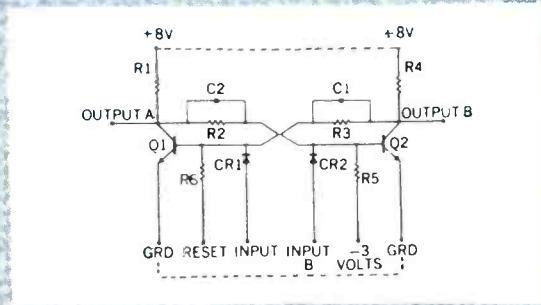 +8V +8V
R1 C2 C1 R4
OUTPUT A R2 R3 OUTPUT B
Q1 R6 CR1 CR2 R5 Q2
GRD RESET INPUT INPUT B -3 VOLTS GRD